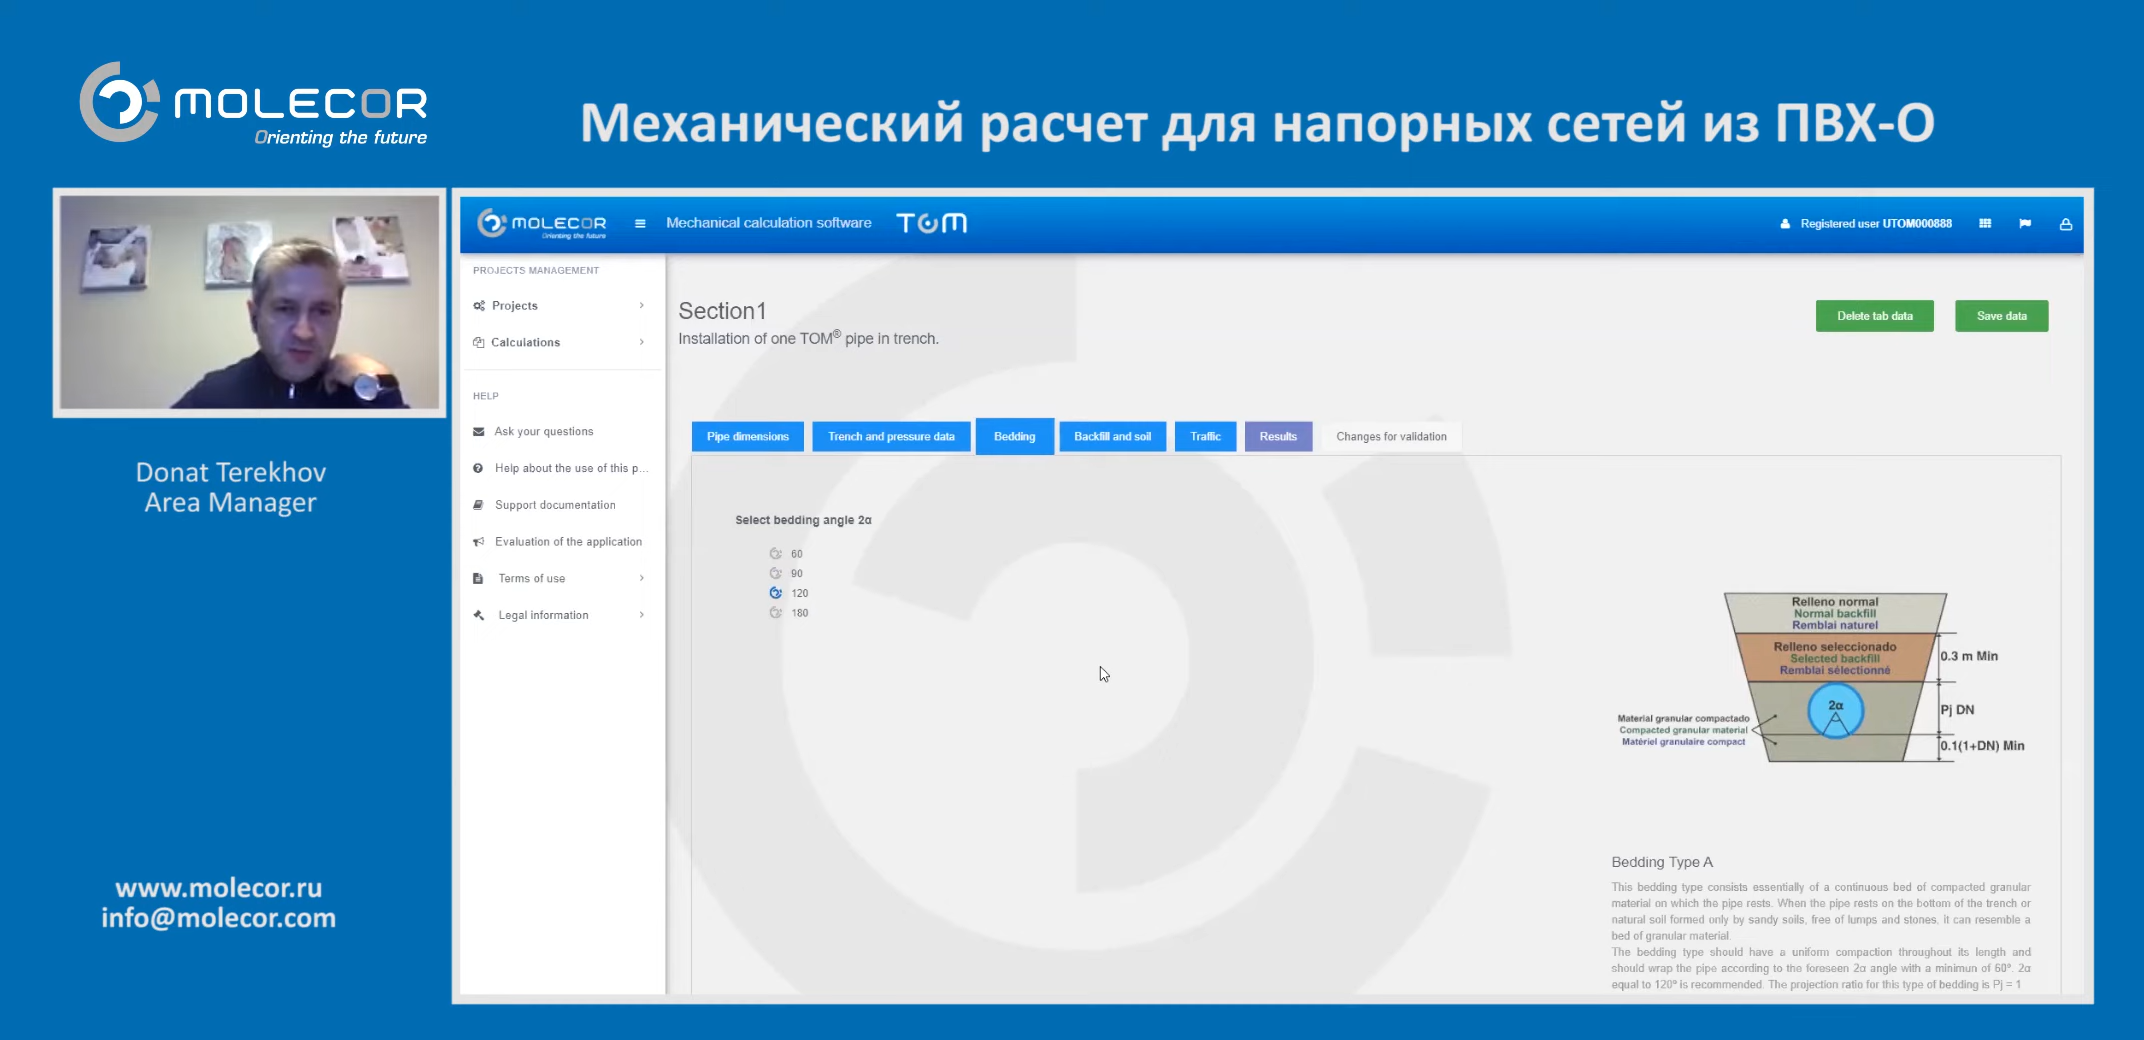 MOLECOR
Orienting the future
Механический расчет для напорных сетей из ПВХ-О
Donat Terekhov
Area Manager
www.molecor.ru
info@molecor.com
MOLECOR
Orienting the future
Mechanical calculation software
TOM
Registered user UTOM000888
PROJECTS MANAGEMENT
Projects
Calculations
HELP
Ask your questions
Help about the use of this p...
Support documentation
Evaluation of the application
Terms of use
Legal information
Section1
Installation of one TOM® pipe in trench.
Delete tab data
Save data
Pipe dimensions
Trench and pressure data
Bedding
Backfill and soil
Traffic
Results
Changes for validation
Select bedding angle 2α
60
90
120
180
Relleno normal
Normal backfill
Remblai naturel
Relleno seleccionado
Selected backfill
Remblai sélectionné
0.3 m Min
2α
Pj DN
Material granular compactado
Compacted granular material
Matériel granulaire compact
0.1(1+DN) Min
Bedding Type A
This bedding type consists essentially of a continuous bed of compacted granular
material on which the pipe rests. When the pipe rests on the bottom of the trench or
natural soil formed only by sandy soils, free of lumps and stones, it can resemble a
bed of granular material.
The bedding type should have a uniform compaction throughout its length and
should wrap the pipe according to the foreseen 2α angle with a minimun of 60º. 2α
equal to 120º is recommended. The projection ratio for this type of bedding is Pj = 1